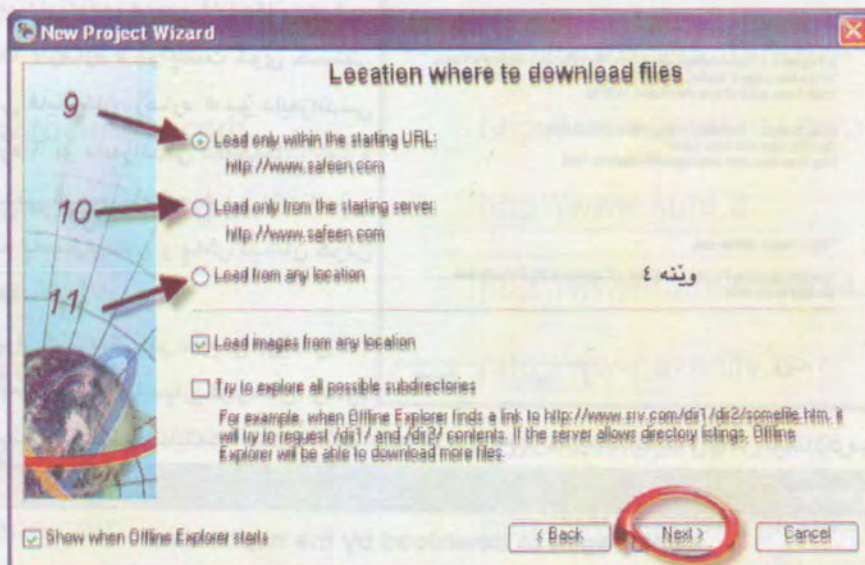 New Project Wizard
Location where to download files
9
Load only within the starting URL:
http://www.safeen.com
10
Load only from the starting server:
http://www.safeen.com
11
Load from any location
وێنه ٤
Load images from any location
Try to explore all possible subdirectories
For example, when Offline Explorer finds a link to http://www.srv.com/dir1/dir2/somefile.htm, it
will try to request /dir1/ and /dir2/ contents. If the server allows directory listings, Offline
Explorer will be able to download more files.
Show when Offline Explorer starts
< Back
Next >
Cancel